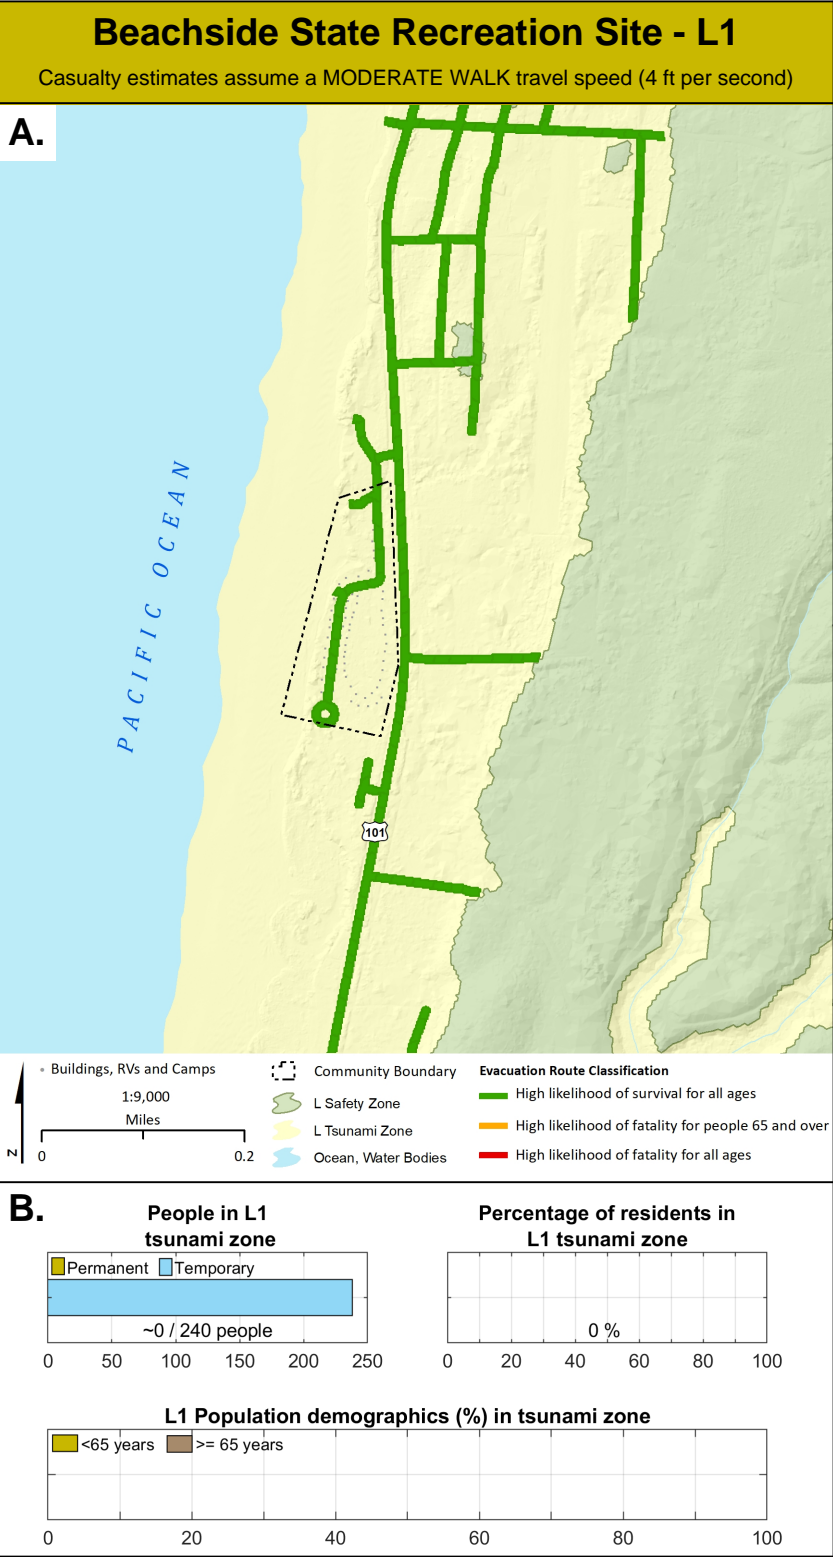 Beachside State Recreation Site - L1
Casualty estimates assume a MODERATE WALK travel speed (4 ft per second)
A.
PACIFIC OCEAN
101
Buildings, RVs and Camps
1:9,000
Miles
0 0.2
N
Community Boundary
L Safety Zone
L Tsunami Zone
Ocean, Water Bodies
Evacuation Route Classification
High likelihood of survival for all ages
High likelihood of fatality for people 65 and over
High likelihood of fatality for all ages
B.
People in L1
tsunami zone
Permanent Temporary
~0 / 240 people
0 50 100 150 200 250
Percentage of residents in
L1 tsunami zone
0 %
0 20 40 60 80 100
L1 Population demographics (%) in tsunami zone
<65 years >= 65 years
0 20 40 60 80 100